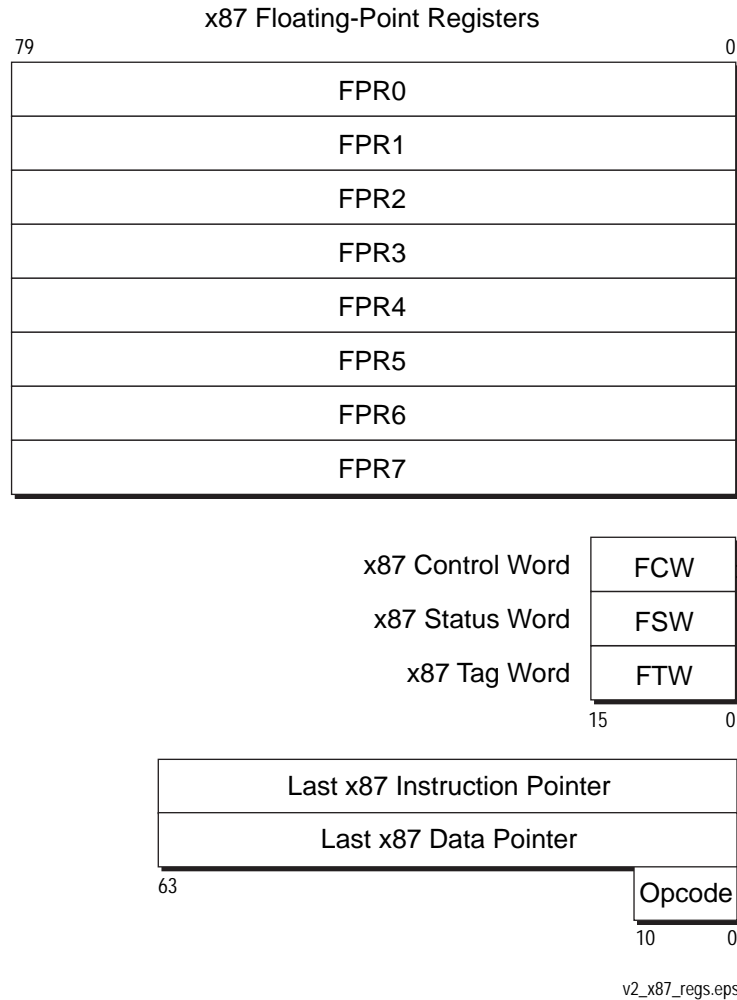 x87 Floating-Point Registers
79 0
FPR0
FPR1
FPR2
FPR3
FPR4
FPR5
FPR6
FPR7
x87 Control Word FCW
x87 Status Word FSW
x87 Tag Word FTW
15 0
Last x87 Instruction Pointer
Last x87 Data Pointer
63 Opcode
10 0
v2_x87_regs.eps